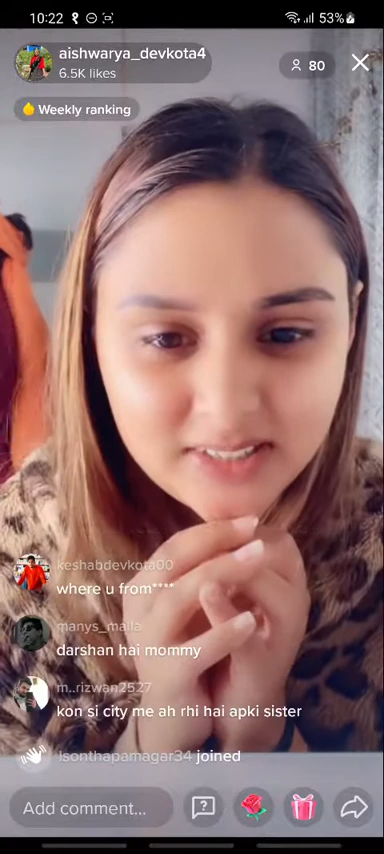 10:22
53%
aishwarya_devkota4
6.5K likes
80
Weekly ranking
keshabdevkota00
where u from****
manys_malla
darshan hai mommy
m..rizwan2527
kon si city me ah rhi hai apki sister
isonthapamagar34 joined
Add comment...